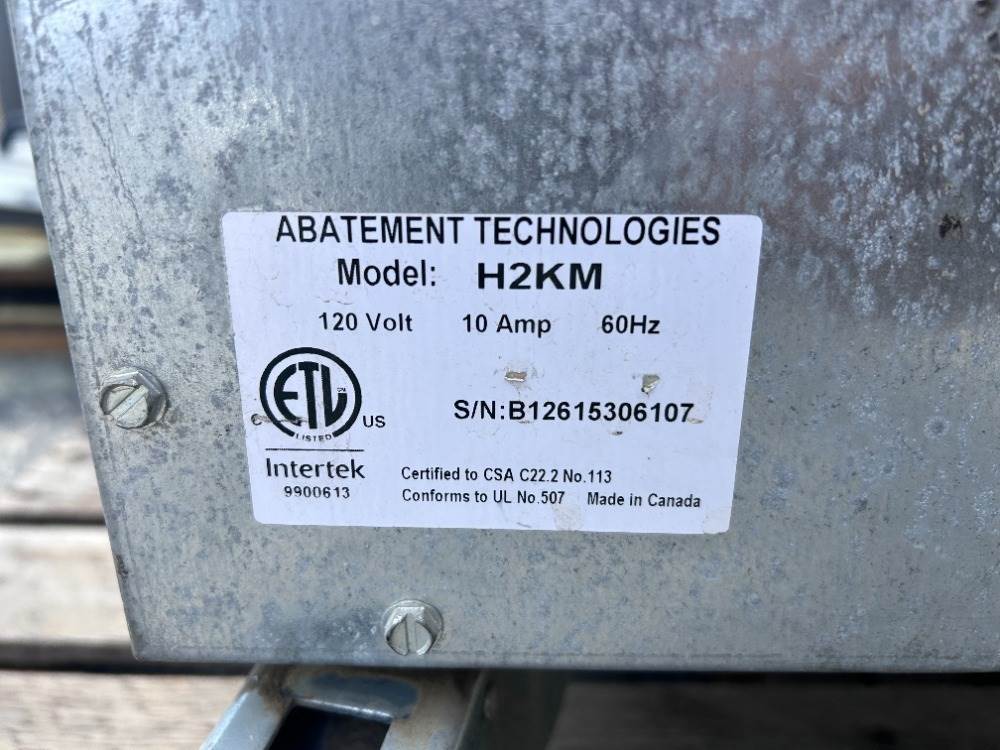 ABATEMENT TECHNOLOGIES
Model: H2KM
120 Volt 10 Amp 60Hz
ETL
SM
C US
LISTED
S/N:B12615306107
Intertek
9900613
Certified to CSA C22.2 No.113
Conforms to UL No.507 Made in Canada